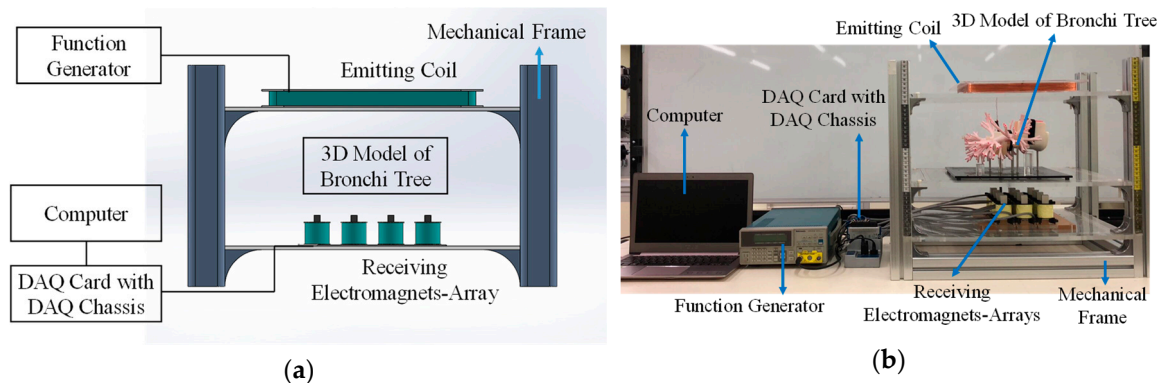 Function
Generator
Mechanical Frame
Emitting Coil
3D Model of
Bronchi Tree
Computer
DAQ Card with
DAQ Chassis
Receiving
Electromagnets-Array
(a)
3D Model of Bronchi Tree
Emitting Coil
DAQ Card with
DAQ Chassis
Computer
Function Generator
Receiving
Electromagnets-Arrays
Mechanical
Frame
(b)